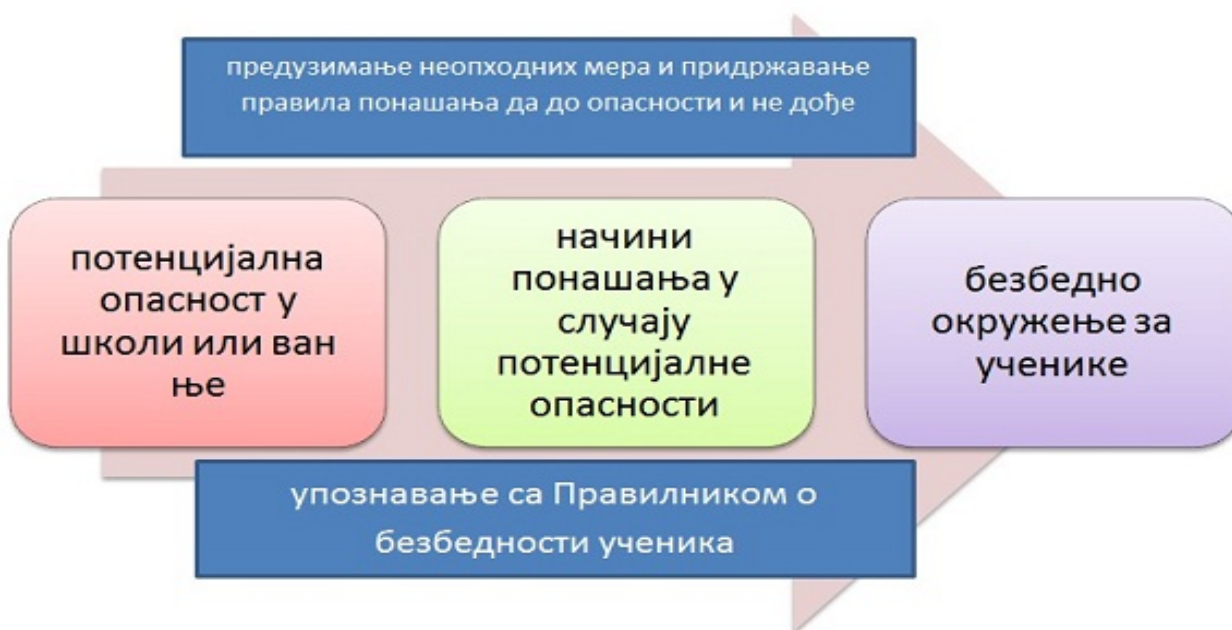 предузимање неопходних мера и придржавање
правила понашања да до опасности и не дође
потенцијална
опасност у
школи или ван
ње
начини
понашања у
случају
потенцијалне
опасности
безбедно
окружење за
ученике
упознавање са Правилником о
безбедности ученика